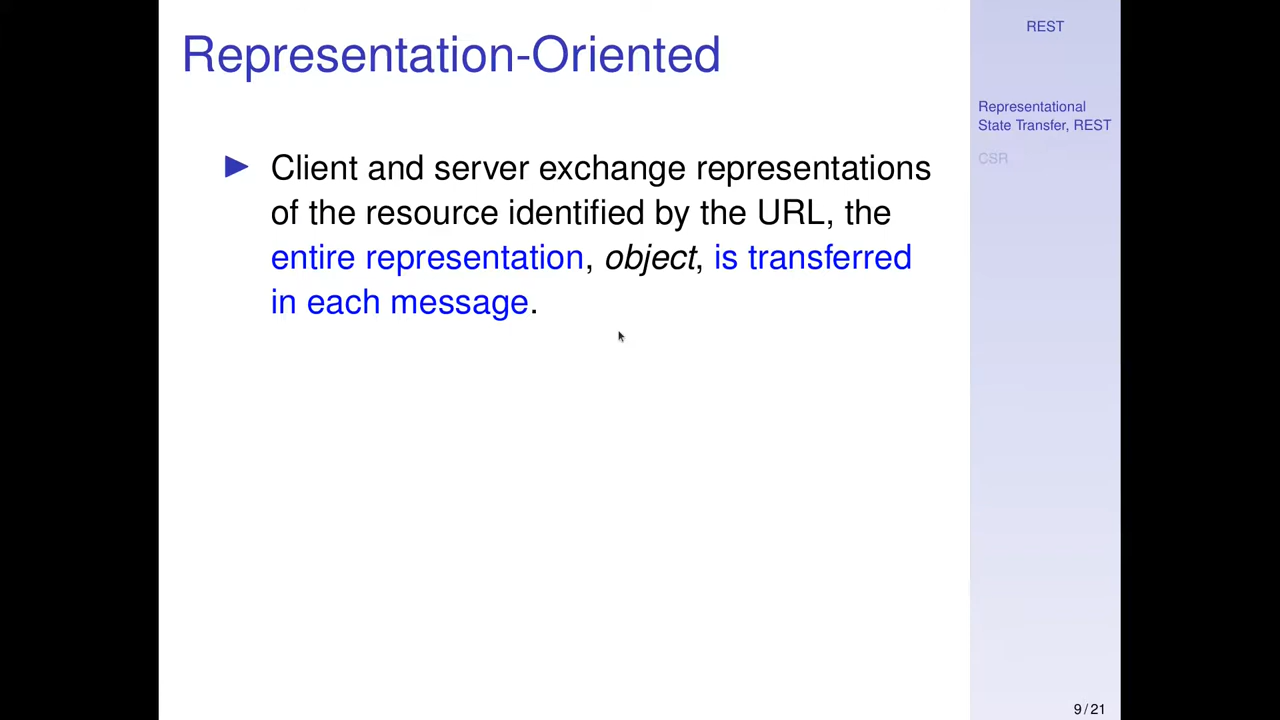 Representation-Oriented
Client and server exchange representations
of the resource identified by the URL, the
entire representation, object, is transferred
in each message.
REST
Representational
State Transfer, REST
CSR
9 / 21